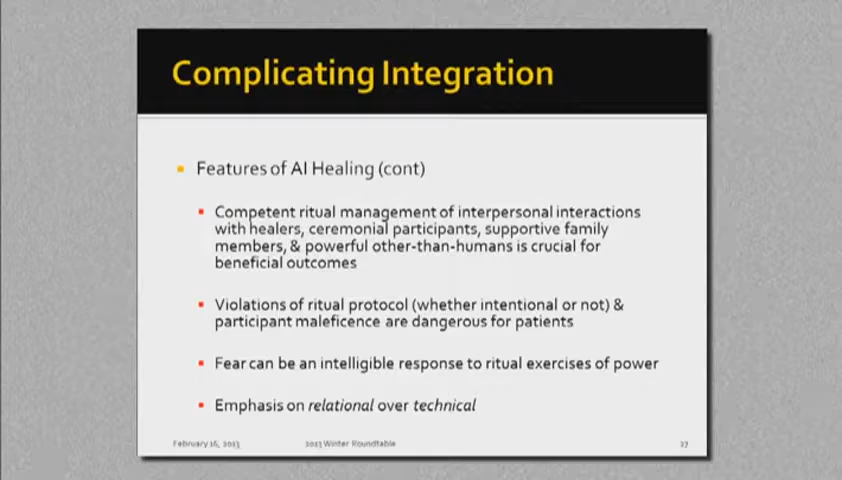 Complicating Integration
Features of AI Healing (cont)
Competent ritual management of interpersonal interactions
with healers, ceremonial participants, supportive family
members, & powerful other-than-humans is crucial for
beneficial outcomes
Violations of ritual protocol (whether intentional or not) &
participant maleficence are dangerous for patients
Fear can be an intelligible response to ritual exercises of power
Emphasis on relational over technical
February 16, 2013 2013 Winter Roundtable 27